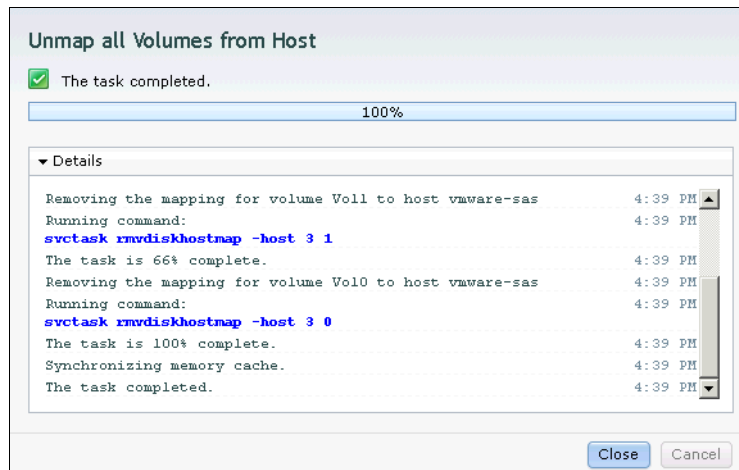 Unmap all Volumes from Host
The task completed.
100%
Details
Removing the mapping for volume Vol1 to host vmware-sas 4:39 PM
Running command: 4:39 PM
svctask rmvdiskhostmap -host 3 1
The task is 66% complete. 4:39 PM
Removing the mapping for volume Vol0 to host vmware-sas 4:39 PM
Running command: 4:39 PM
svctask rmvdiskhostmap -host 3 0
The task is 100% complete. 4:39 PM
Synchronizing memory cache. 4:39 PM
The task completed. 4:39 PM
Close Cancel